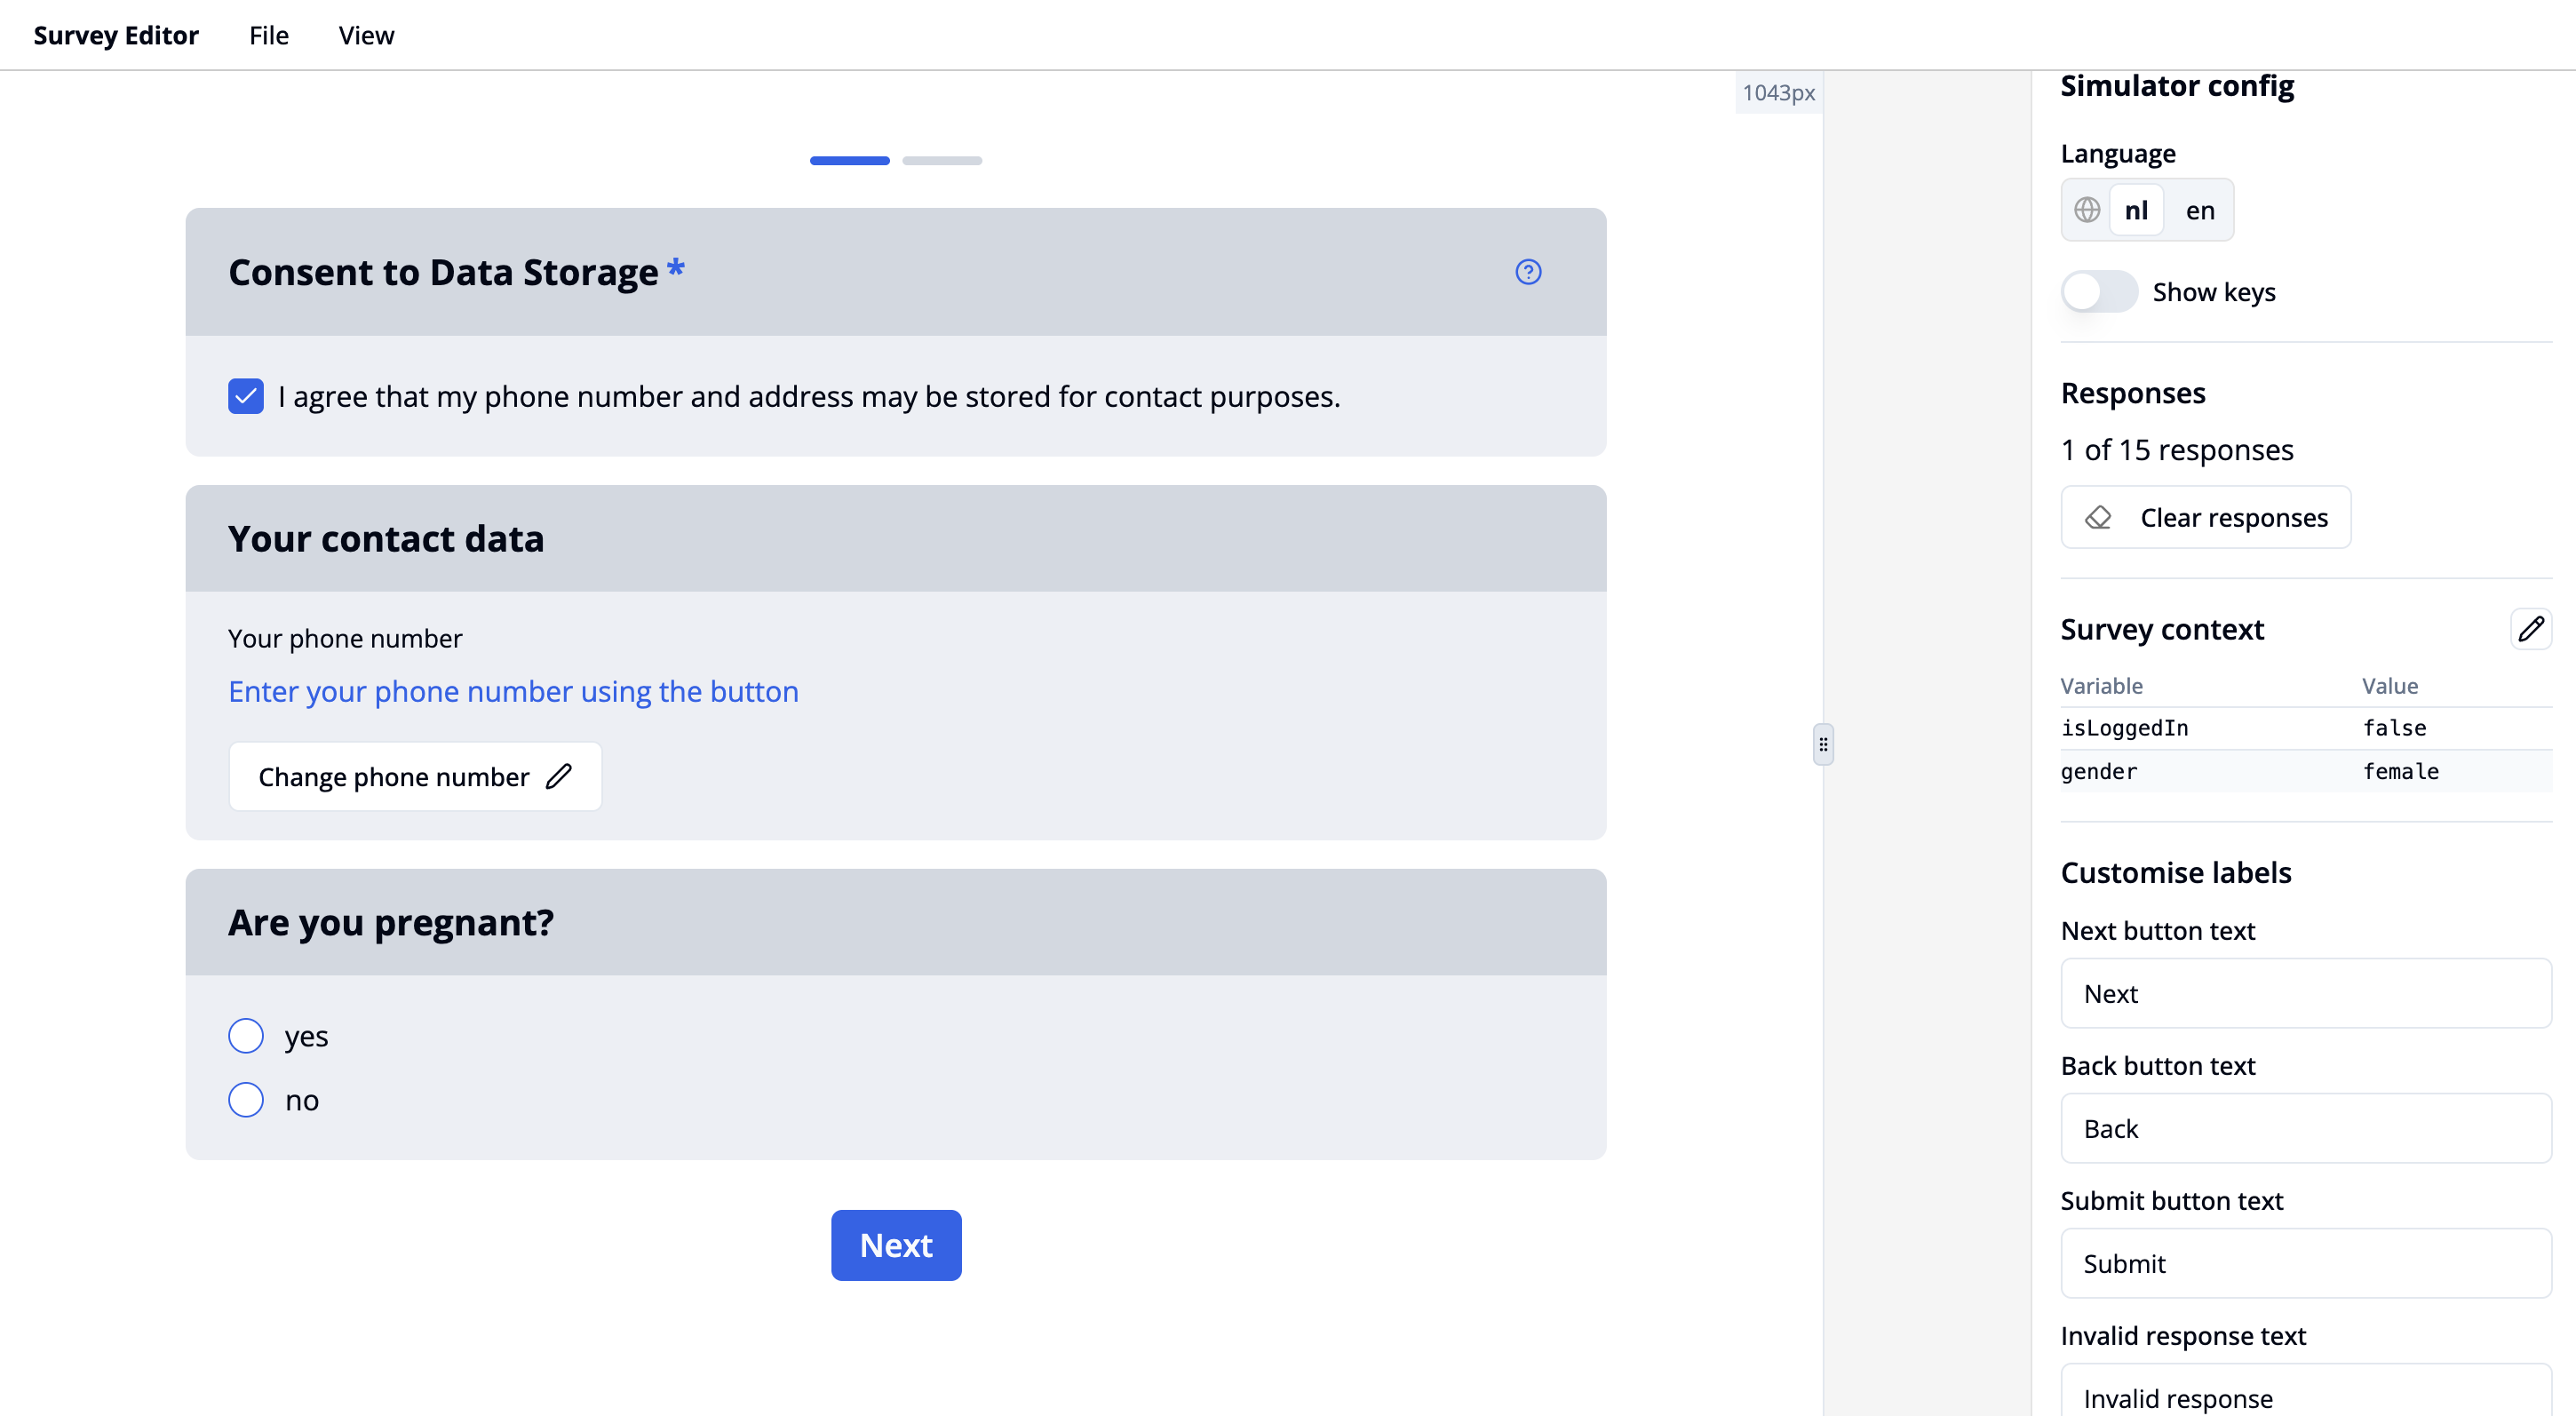 Survey Editor File View
1043px
Consent to Data Storage *
I agree that my phone number and address may be stored for contact purposes.
Your contact data
Your phone number
Enter your phone number using the button
Change phone number
Are you pregnant?
yes
no
Next
Simulator config
Language
nl en
Show keys
Responses
1 of 15 responses
Clear responses
Survey context
Variable Value
isLoggedIn false
gender female
Customise labels
Next button text
Next
Back button text
Back
Submit button text
Submit
Invalid response text
Invalid response